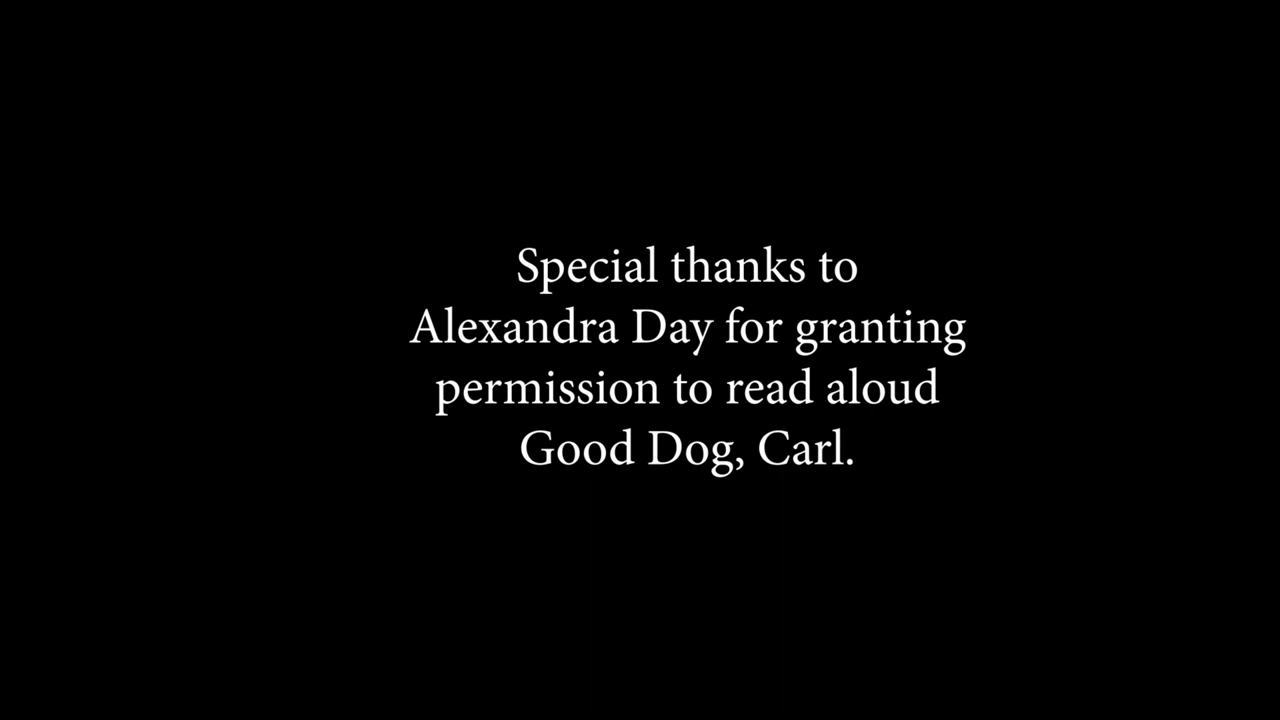 Special thanks to
Alexandra Day for granting
permission to read aloud
Good Dog, Carl.